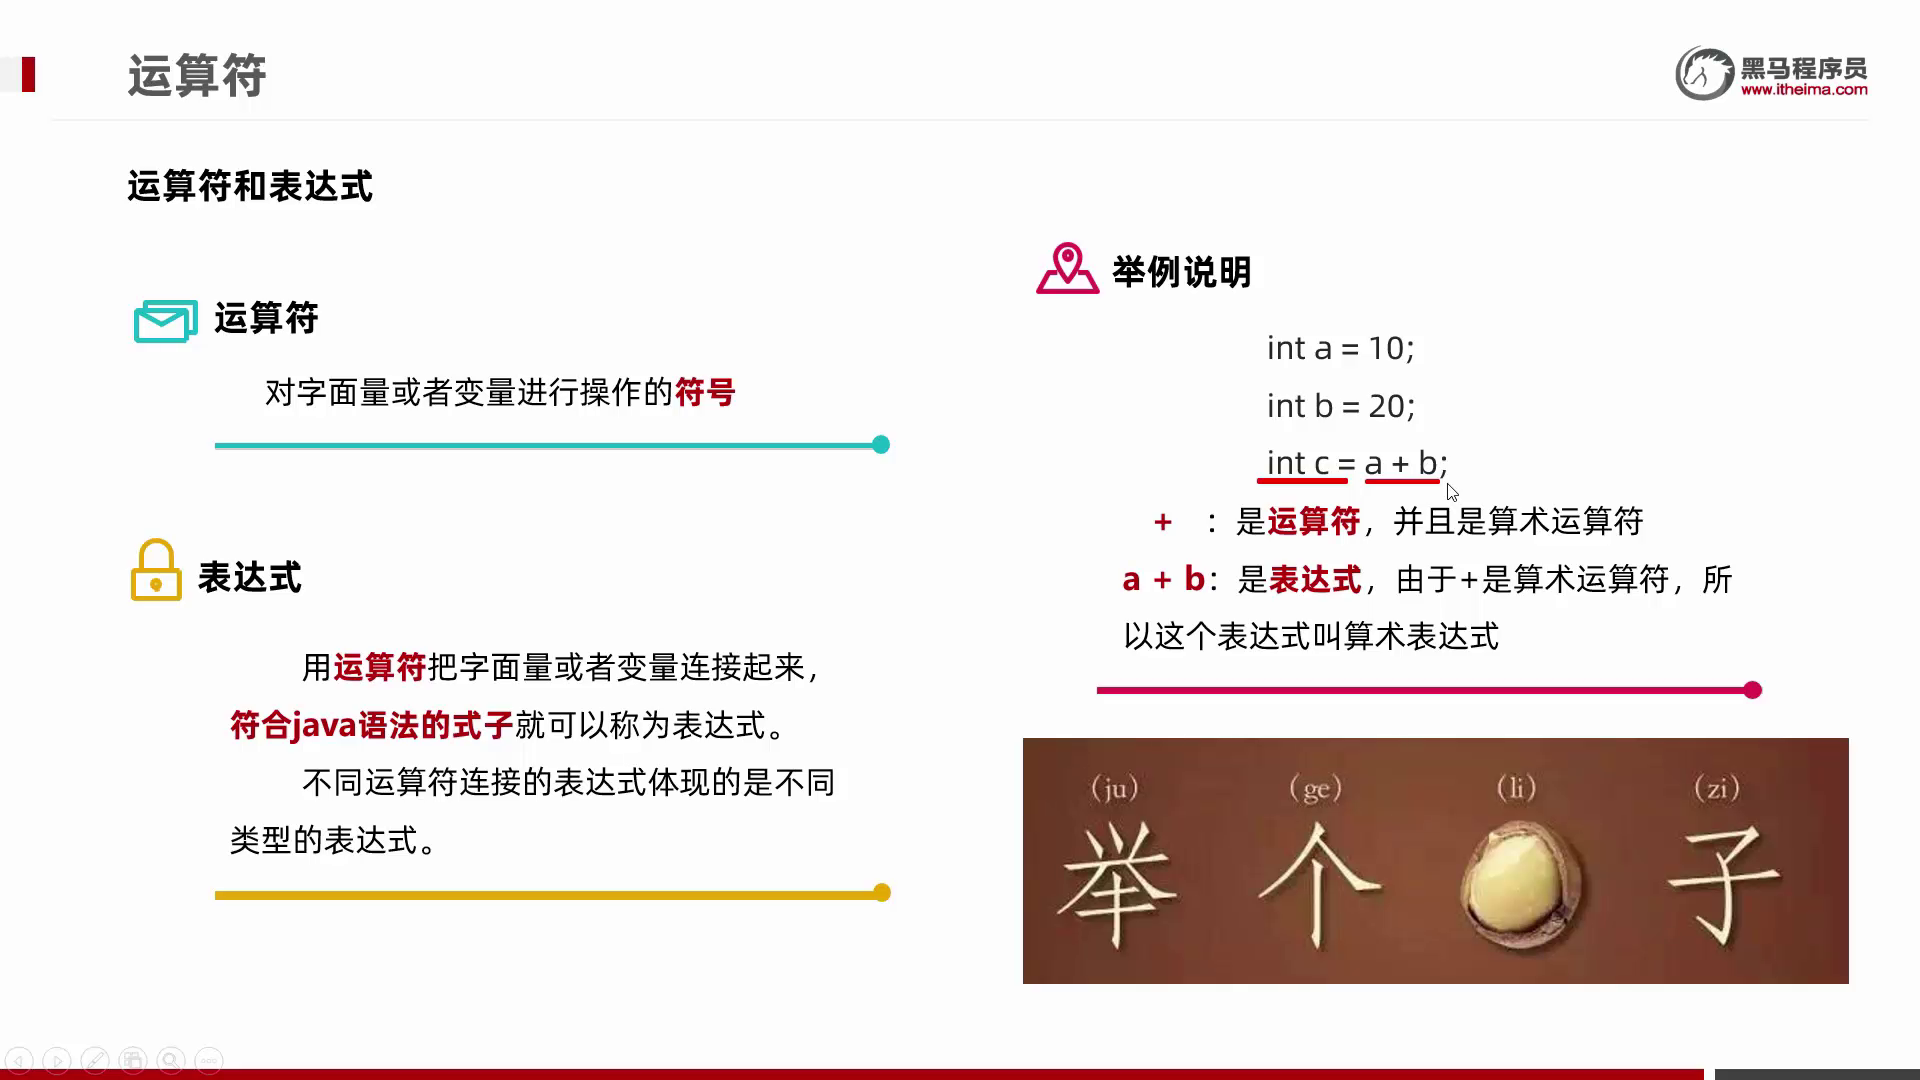 运算符
黑马程序员
www.itheima.com
运算符和表达式
运算符
对字面量或者变量进行操作的符号
表达式
用运算符把字面量或者变量连接起来，
符合java语法的式子就可以称为表达式。
不同运算符连接的表达式体现的是不同
类型的表达式。
举例说明
int a = 10;
int b = 20;
int c = a + b;
+ ：是运算符，并且是算术运算符
a + b：是表达式，由于+是算术运算符，所
以这个表达式叫算术表达式
（ju） （ge） （li） （zi）
举 个 子